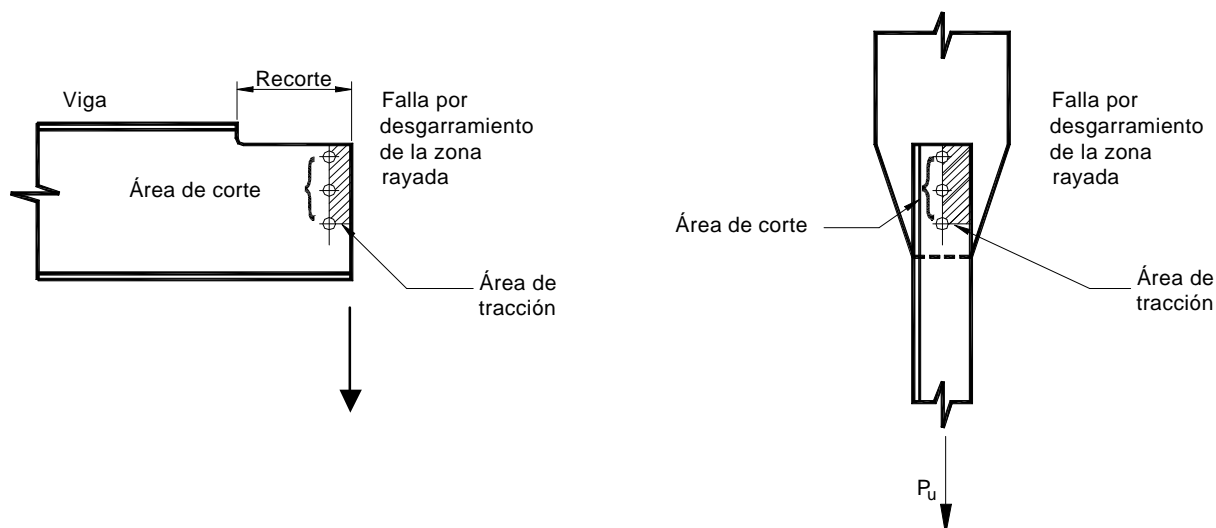 Recorte
Viga
Falla por
desgarramiento
de la zona
rayada
Área de corte
Área de
tracción
Falla por
desgarramiento
de la zona
rayada
Área de corte
Área de
tracción
Pu